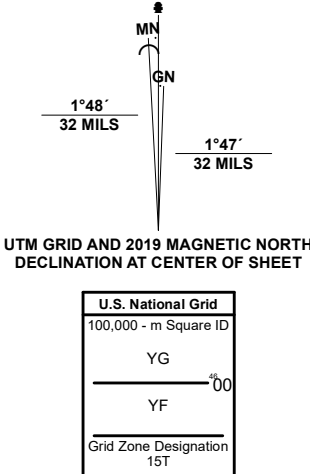 MN
GN
1°48´
32 MILS
1°47´
32 MILS
UTM GRID AND 2019 MAGNETIC NORTH
DECLINATION AT CENTER OF SHEET
U.S. National Grid
100,000 - m Square ID
YG
46 00
YF
Grid Zone Designation
15T